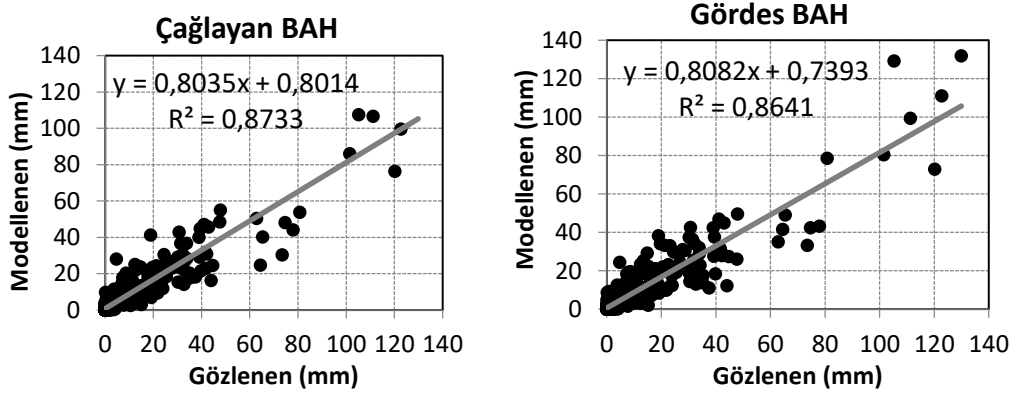 Çağlayan BAH
y = 0,8035x + 0,8014
R² = 0,8733
Modellenen (mm)
140
120
100
80
60
40
20
0
0 20 40 60 80 100 120 140
Gözlenen (mm)
Gördes BAH
y = 0,8082x + 0,7393
R² = 0,8641
Modellenen (mm)
140
120
100
80
60
40
20
0
0 20 40 60 80 100 120 140
Gözlenen (mm)